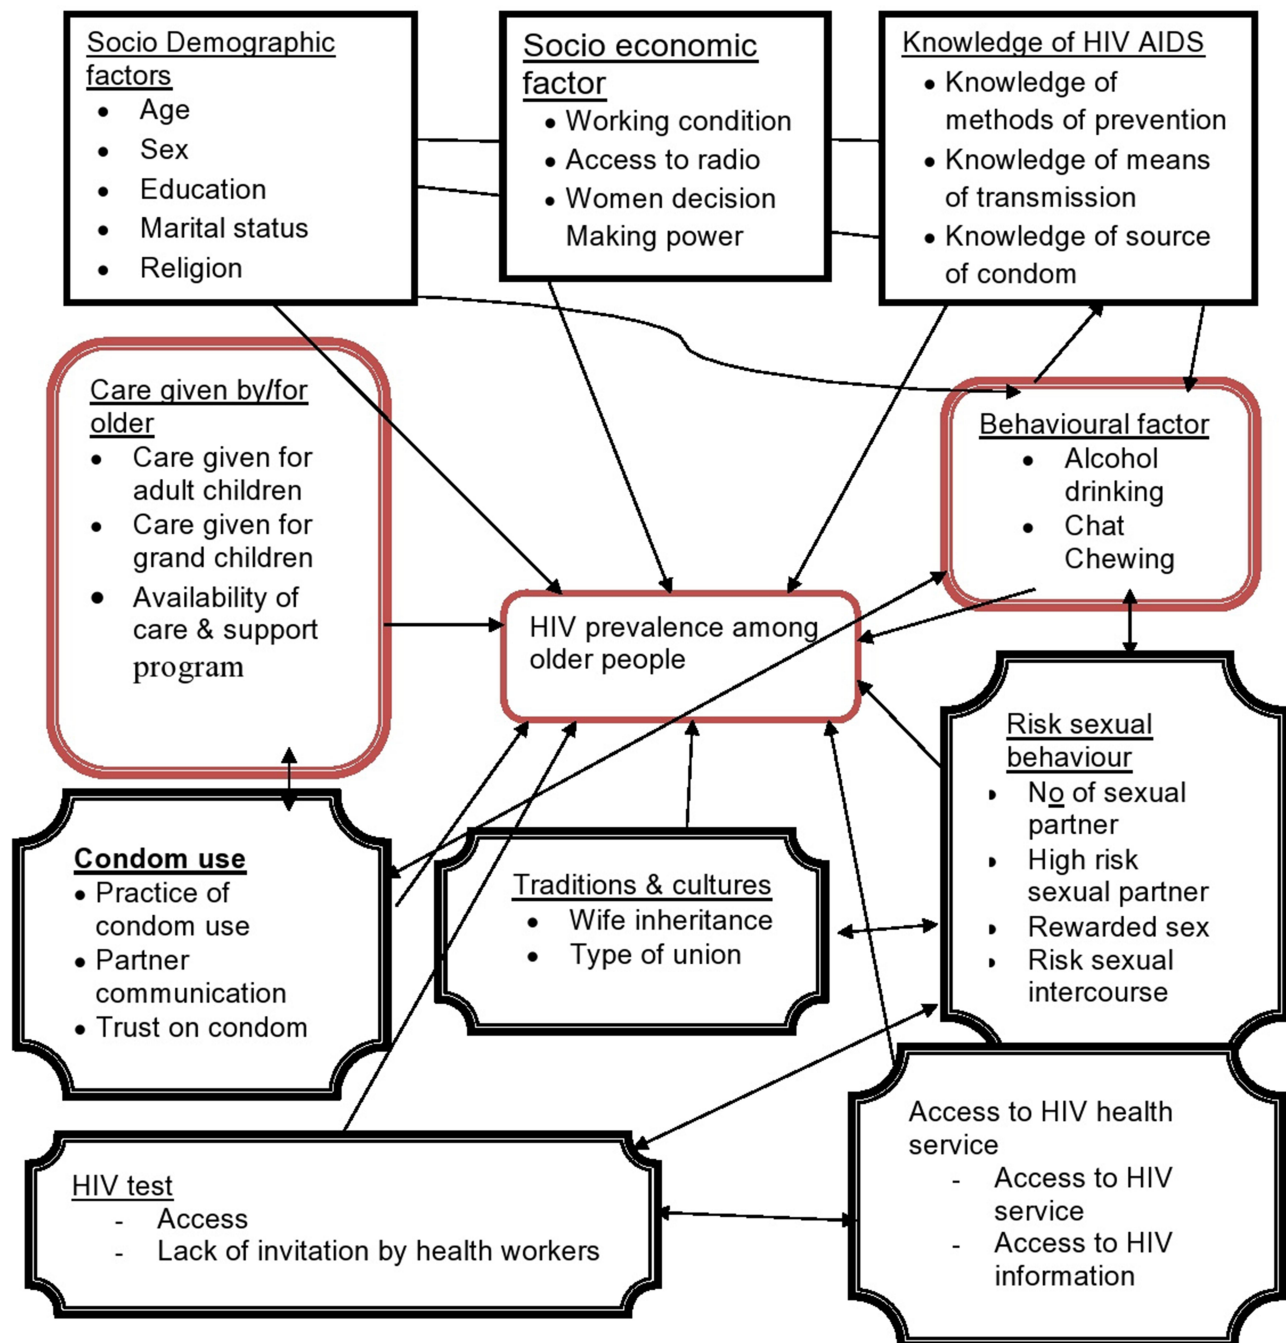 Socio Demographic
factors
• Age
• Sex
• Education
• Marital status
• Religion
Socio economic
factor
• Working condition
• Access to radio
• Women decision
Making power
Knowledge of HIV AIDS
• Knowledge of
methods of prevention
• Knowledge of means
of transmission
• Knowledge of source
of condom
Care given by/for
older
• Care given for
adult children
• Care given for
grand children
• Availability of
care & support
program
Behavioural factor
• Alcohol
drinking
• Chat
Chewing
HIV prevalence among
older people
Risk sexual
behaviour
• No of sexual
partner
• High risk
sexual partner
• Rewarded sex
• Risk sexual
intercourse
Condom use
• Practice of
condom use
• Partner
communication
• Trust on condom
Traditions & cultures
• Wife inheritance
• Type of union
HIV test
- Access
- Lack of invitation by health workers
Access to HIV health
service
- Access to HIV
service
- Access to HIV
information